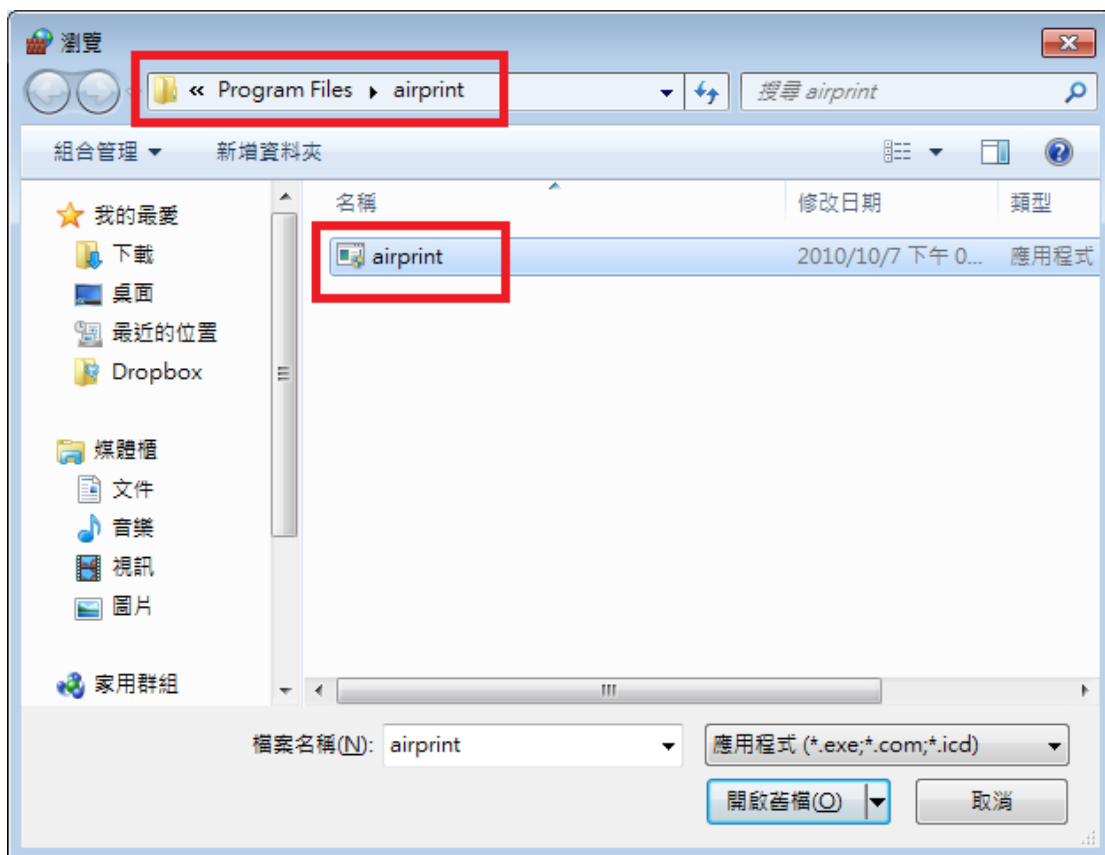 瀏覽
« Program Files ▸ airprint
搜尋 airprint
組合管理 ▼ 新增資料夾
名稱 修改日期 類型
airprint 2010/10/7 下午 0... 應用程式
我的最愛
下載
桌面
最近的位置
Dropbox
媒體櫃
文件
音樂
視訊
圖片
家用群組
檔案名稱(N): airprint 應用程式 (*.exe;*.com;*.icd)
開啟舊檔(O) 取消